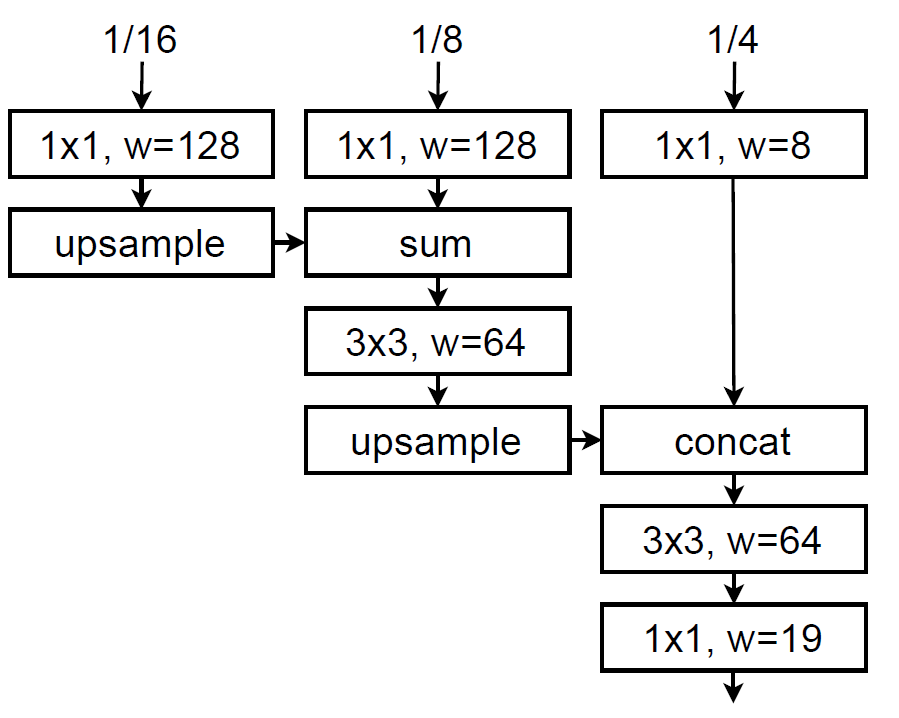 1/16
1/8
1/4
1x1, w=128
1x1, w=128
1x1, w=8
upsample
sum
3x3, w=64
upsample
concat
3x3, w=64
1x1, w=19